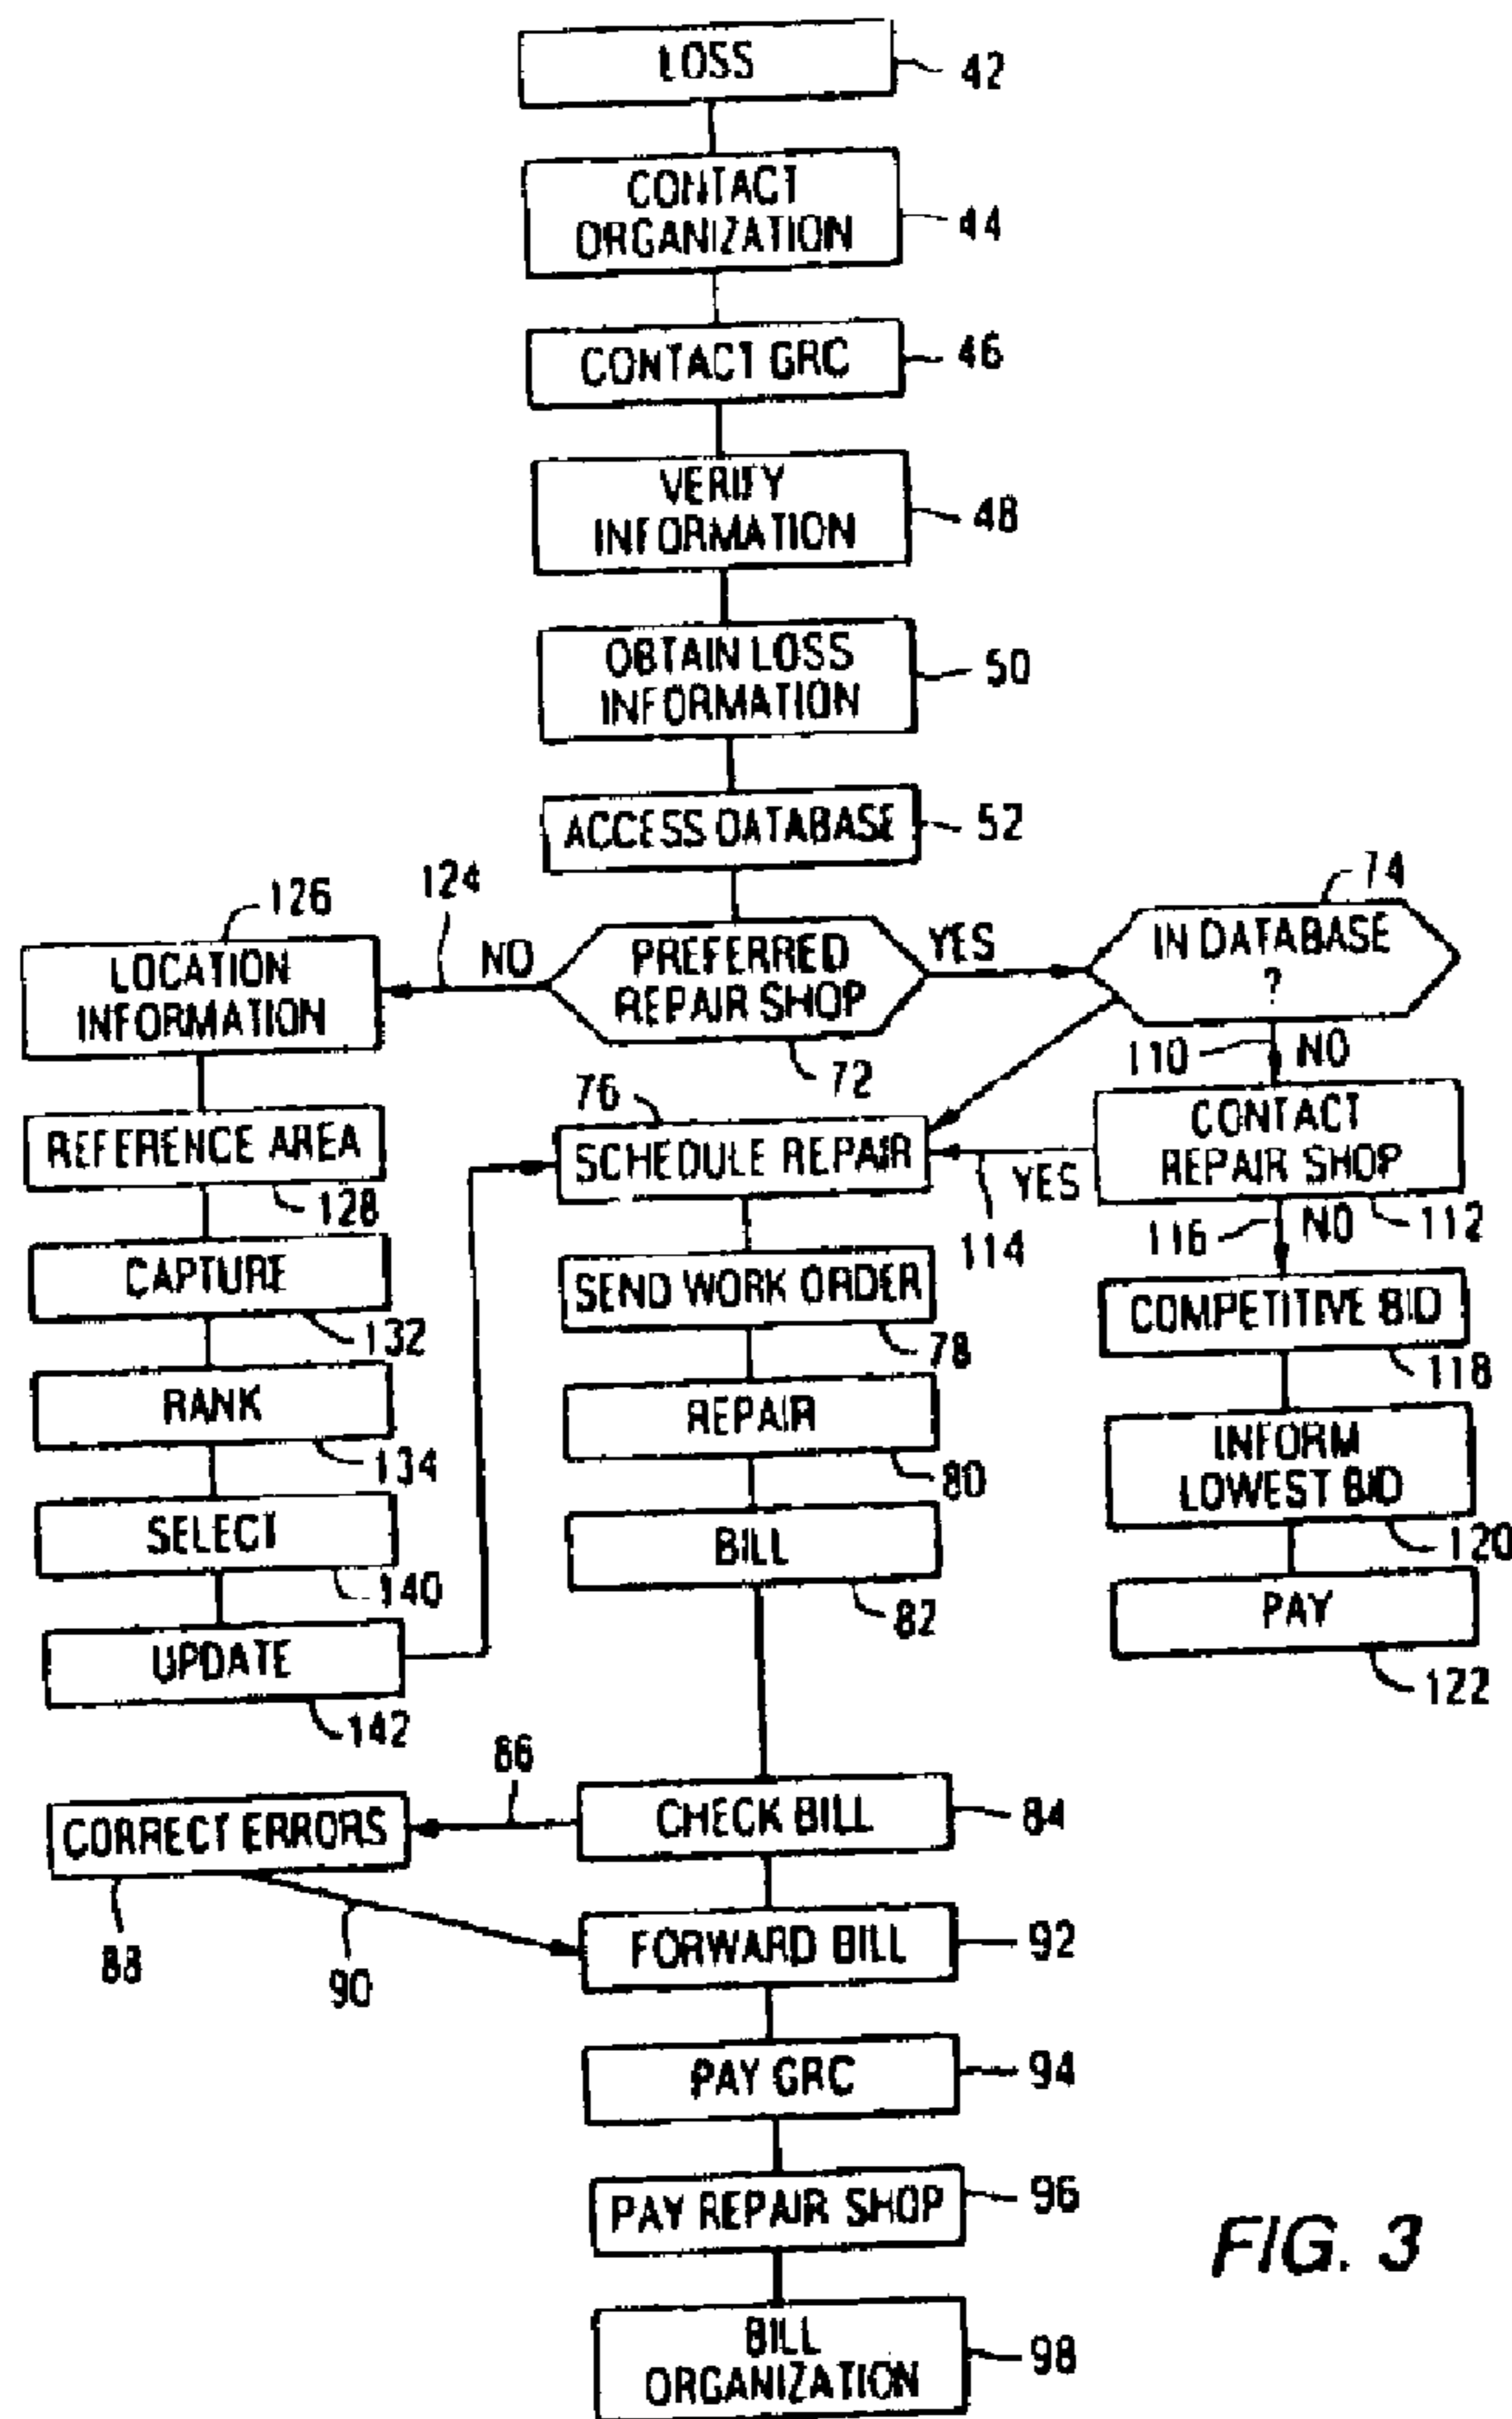 LOSS
42
CONTACT
ORGANIZATION
44
CONTACT GRC
46
VERIFY
INFORMATION
48
OBTAIN LOSS
INFORMATION
50
ACCESS DATABASE
52
PREFERRED
REPAIR SHOP
72
NO
124
YES
IN DATABASE
?
74
110
NO
CONTACT
REPAIR SHOP
112
YES
114
116
NO
COMPETITIVE BID
118
INFORM
LOWEST BID
120
PAY
122
126
LOCATION
INFORMATION
REFERENCE AREA
128
CAPTURE
132
RANK
134
SELECT
140
UPDATE
142
76
SCHEDULE REPAIR
SEND WORK ORDER
78
REPAIR
80
BILL
82
CHECK BILL
84
86
CORRECT ERRORS
88
90
FORWARD BILL
92
PAY GRC
94
PAY REPAIR SHOP
96
BILL
ORGANIZATION
98
FIG. 3